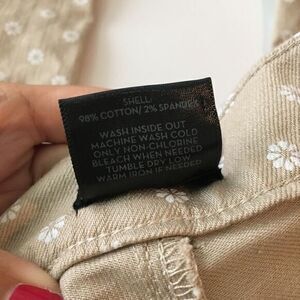 SHELL:
98% COTTON/ 2% SPANDEX
WASH INSIDE OUT
MACHINE WASH COLD
ONLY NON-CHLORINE
BLEACH WHEN NEEDED
TUMBLE DRY LOW
WARM IRON IF NEEDED